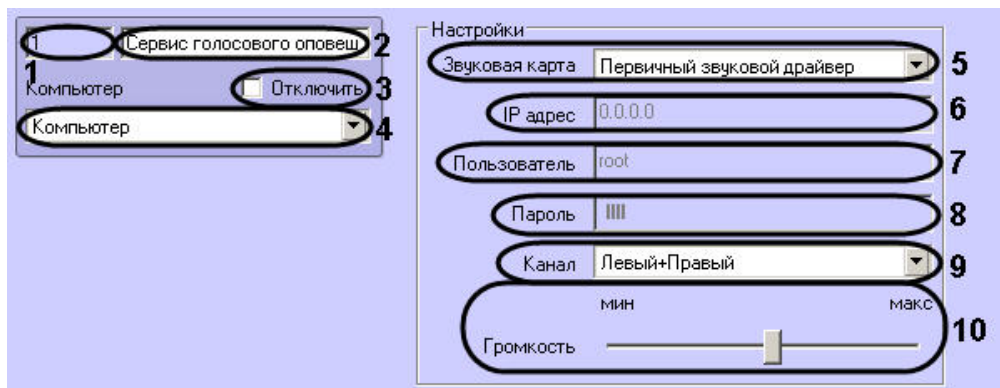 1 Сервис голосового оповещ 2
1
Компьютер Отключить 3
Компьютер 4
Настройки
Звуковая карта Первичный звуковой драйвер 5
IP адрес 0.0.0.0 6
Пользователь root 7
Пароль 8
Канал Левый+Правый 9
мин макс
Громкость 10